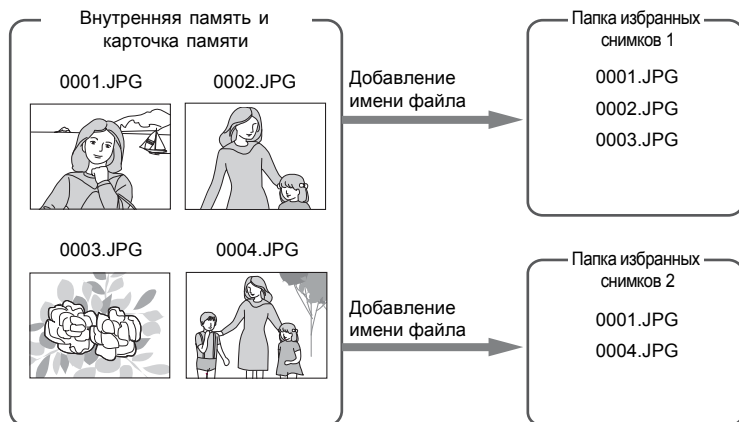 Внутренняя память и
карточка памяти
0001.JPG
0002.JPG
0003.JPG
0004.JPG
Добавление
имени файла
Папка избранных
снимков 1
0001.JPG
0002.JPG
0003.JPG
Добавление
имени файла
Папка избранных
снимков 2
0001.JPG
0004.JPG